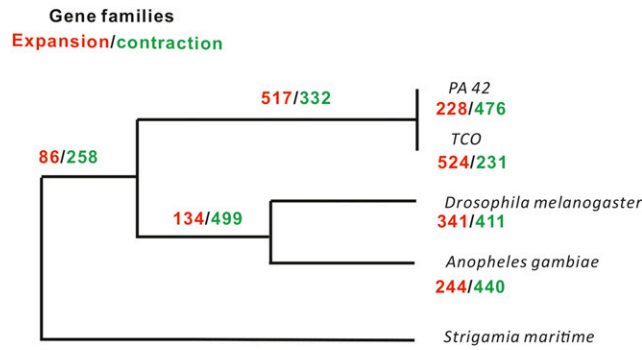 Gene families
Expansion/contraction
517/332
PA 42
228/476
TCO
524/231
86/258
134/499
Drosophila melanogaster
341/411
Anopheles gambiae
244/440
Strigamia maritime